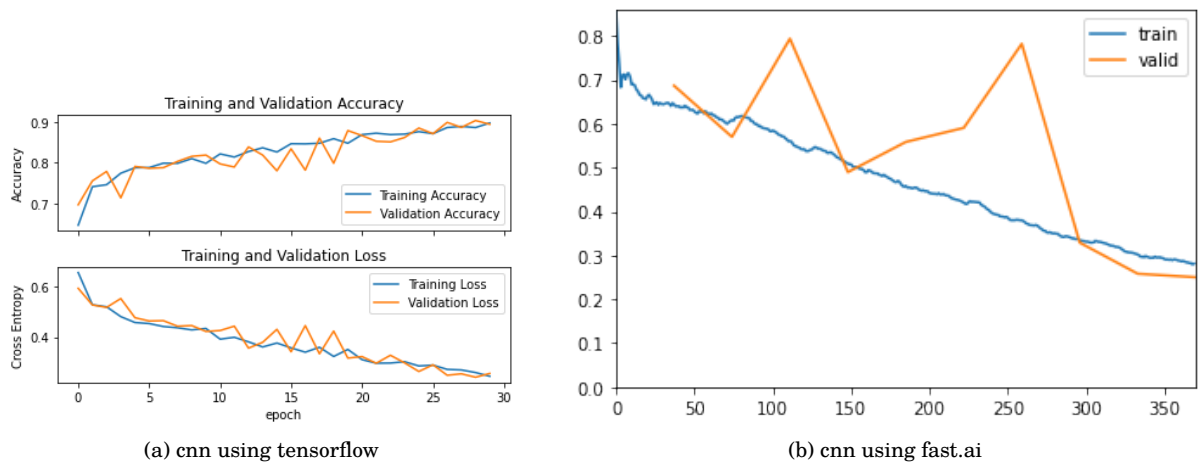 Training and Validation Accuracy
Accuracy
0.9
0.8
0.7
Training Accuracy
Validation Accuracy
Training and Validation Loss
Cross Entropy
0.6
0.4
Training Loss
Validation Loss
0 5 10 15 20 25 30
epoch
(a) cnn using tensorflow
0.8
0.7
0.6
0.5
0.4
0.3
0.2
0.1
0.0
train
valid
0 50 100 150 200 250 300 350
(b) cnn using fast.ai